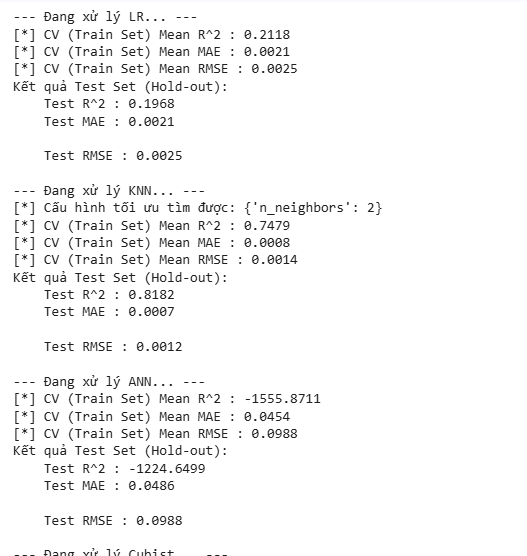 --- Đang xử lý LR... ---
[*] CV (Train Set) Mean R^2 : 0.2118
[*] CV (Train Set) Mean MAE : 0.0021
[*] CV (Train Set) Mean RMSE : 0.0025
Kết quả Test Set (Hold-out):
    Test R^2 : 0.1968
    Test MAE : 0.0021
    Test RMSE : 0.0025
--- Đang xử lý KNN... ---
[*] Cấu hình tối ưu tìm được: {'n_neighbors': 2}
[*] CV (Train Set) Mean R^2 : 0.7479
[*] CV (Train Set) Mean MAE : 0.0008
[*] CV (Train Set) Mean RMSE : 0.0014
Kết quả Test Set (Hold-out):
    Test R^2 : 0.8182
    Test MAE : 0.0007
    Test RMSE : 0.0012
--- Đang xử lý ANN... ---
[*] CV (Train Set) Mean R^2 : -1555.8711
[*] CV (Train Set) Mean MAE : 0.0454
[*] CV (Train Set) Mean RMSE : 0.0988
Kết quả Test Set (Hold-out):
    Test R^2 : -1224.6499
    Test MAE : 0.0486
    Test RMSE : 0.0988
--- Đang xử lý Cubist... ---